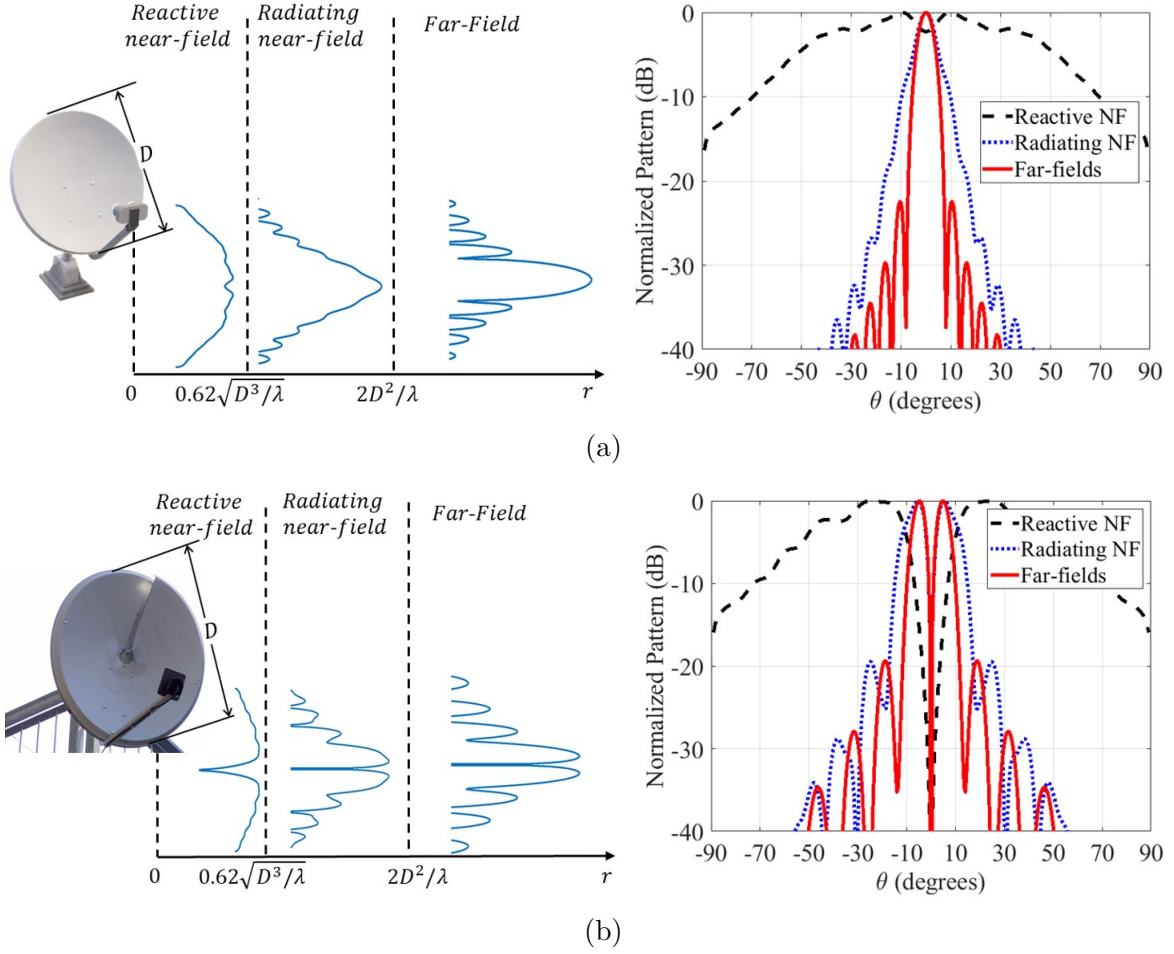 Reactive
near-field
Radiating
near-field
Far-Field
D
0
0.62√D³/λ
2D²/λ
r
Normalized Pattern (dB)
0
-10
-20
-30
-40
-90 -70 -50 -30 -10 10 30 50 70 90
θ (degrees)
Reactive NF
Radiating NF
Far-fields
(a)
Reactive
near-field
Radiating
near-field
Far-Field
D
0
0.62√D³/λ
2D²/λ
r
Normalized Pattern (dB)
0
-10
-20
-30
-40
-90 -70 -50 -30 -10 10 30 50 70 90
θ (degrees)
Reactive NF
Radiating NF
Far-fields
(b)